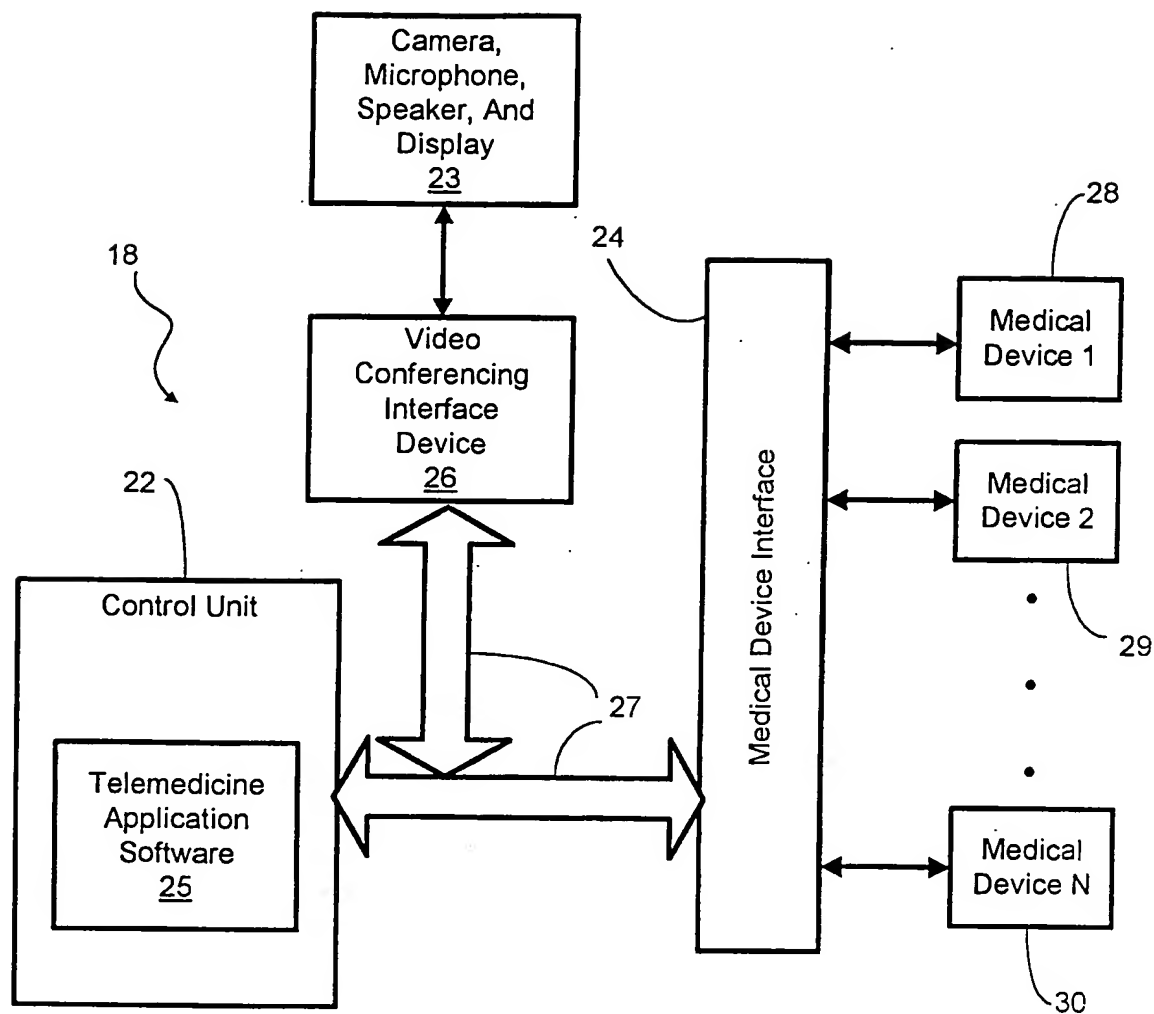 Camera,
Microphone,
Speaker, And
Display
23
18
Video
Conferencing
Interface
Device
26
24
28
Medical
Device 1
Medical
Device 2
29
22
Control Unit
Telemedicine
Application
Software
25
27
Medical Device Interface
Medical
Device N
30